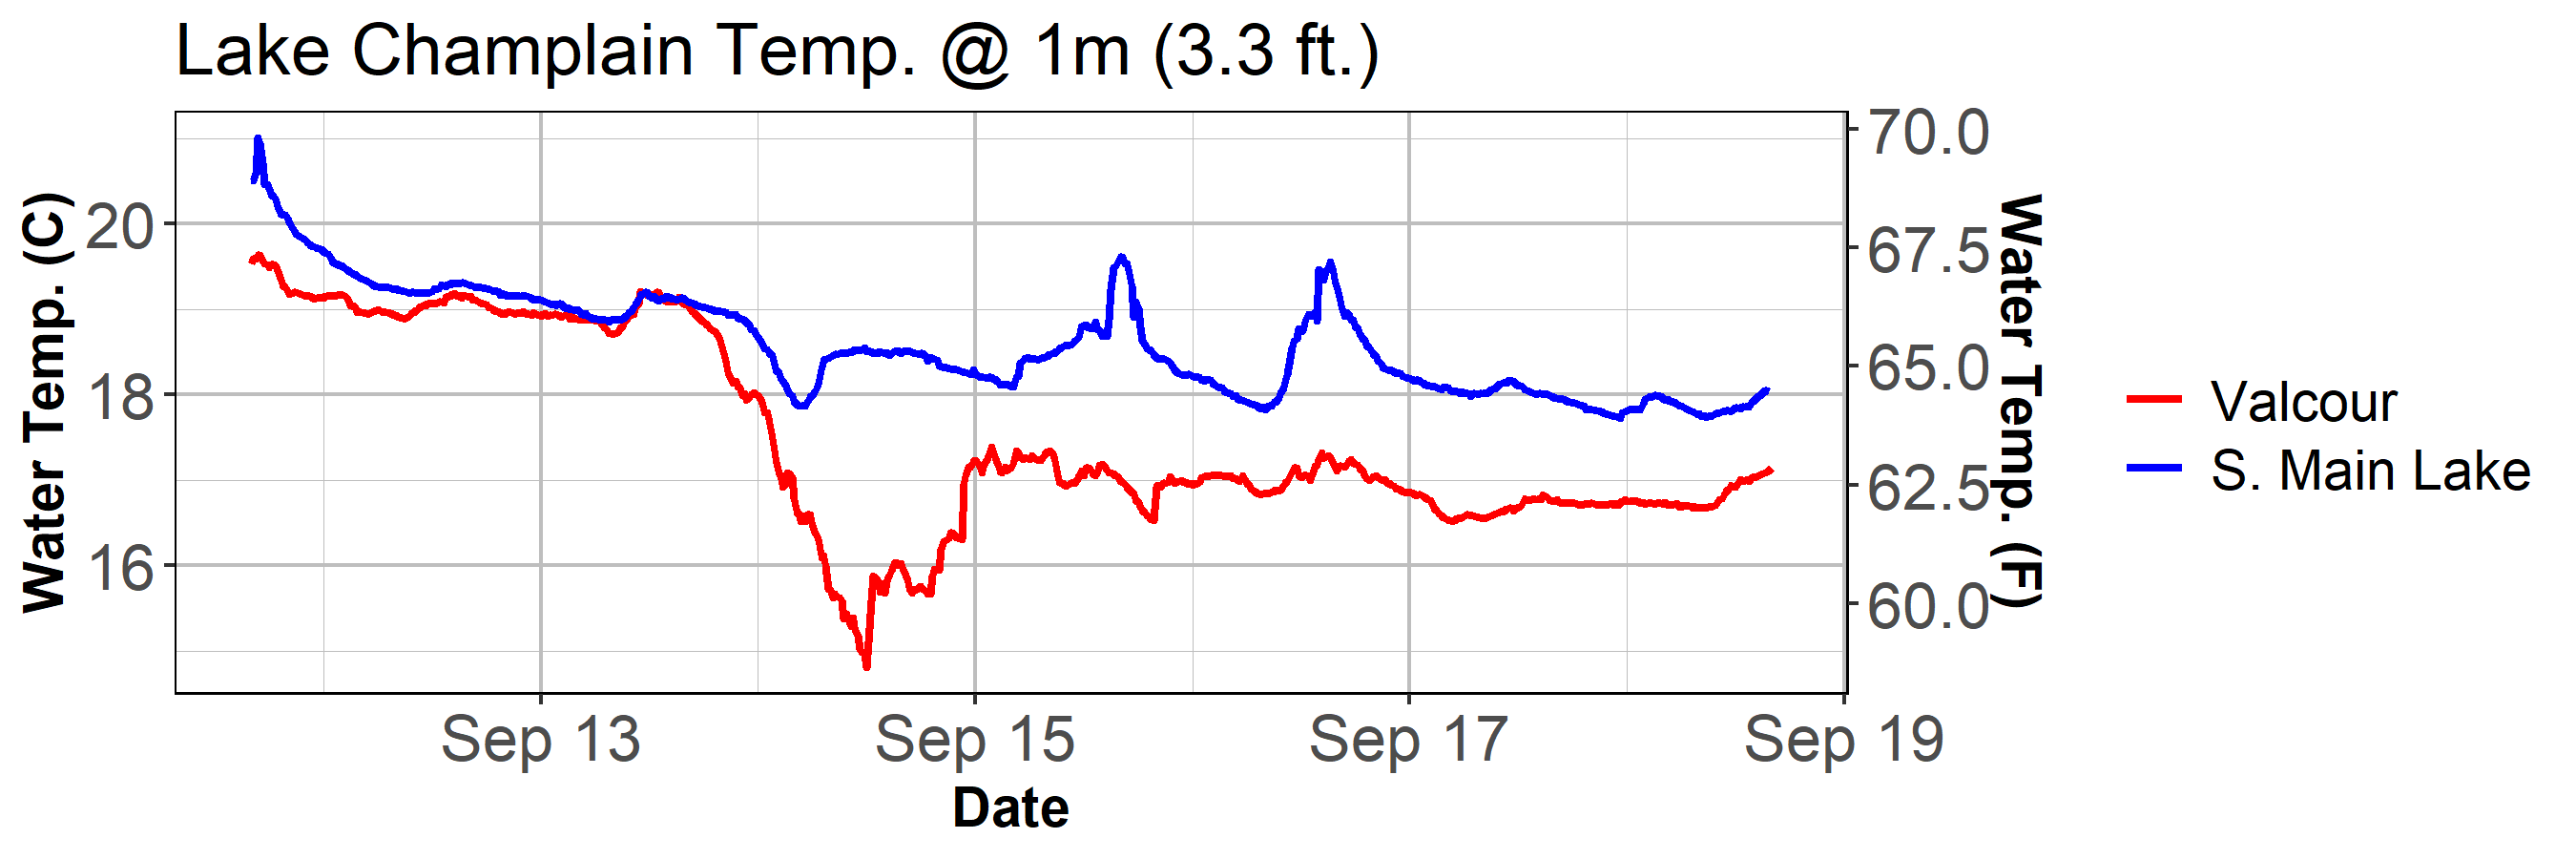 Lake Champlain Temp. @ 1m (3.3 ft.)
Water Temp. (C)
20
18
16
70.0
67.5
65.0
62.5
60.0
Water Temp. (F)
Sep 13
Sep 15
Sep 17
Sep 19
Date
Valcour
S. Main Lake